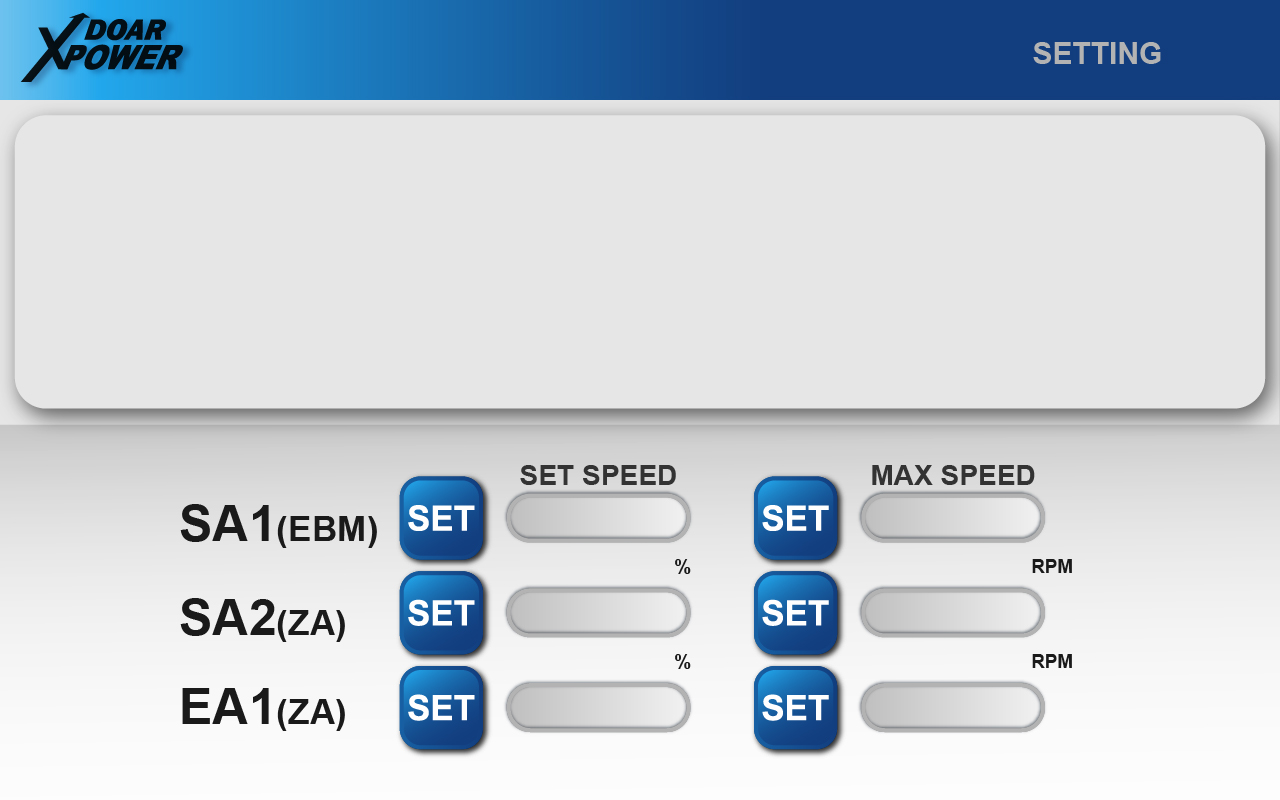 XDOAR
POWER
SETTING
SET SPEED
MAX SPEED
SA1(EBM) SET SET
% RPM
SA2(ZA) SET SET
% RPM
EA1(ZA) SET SET